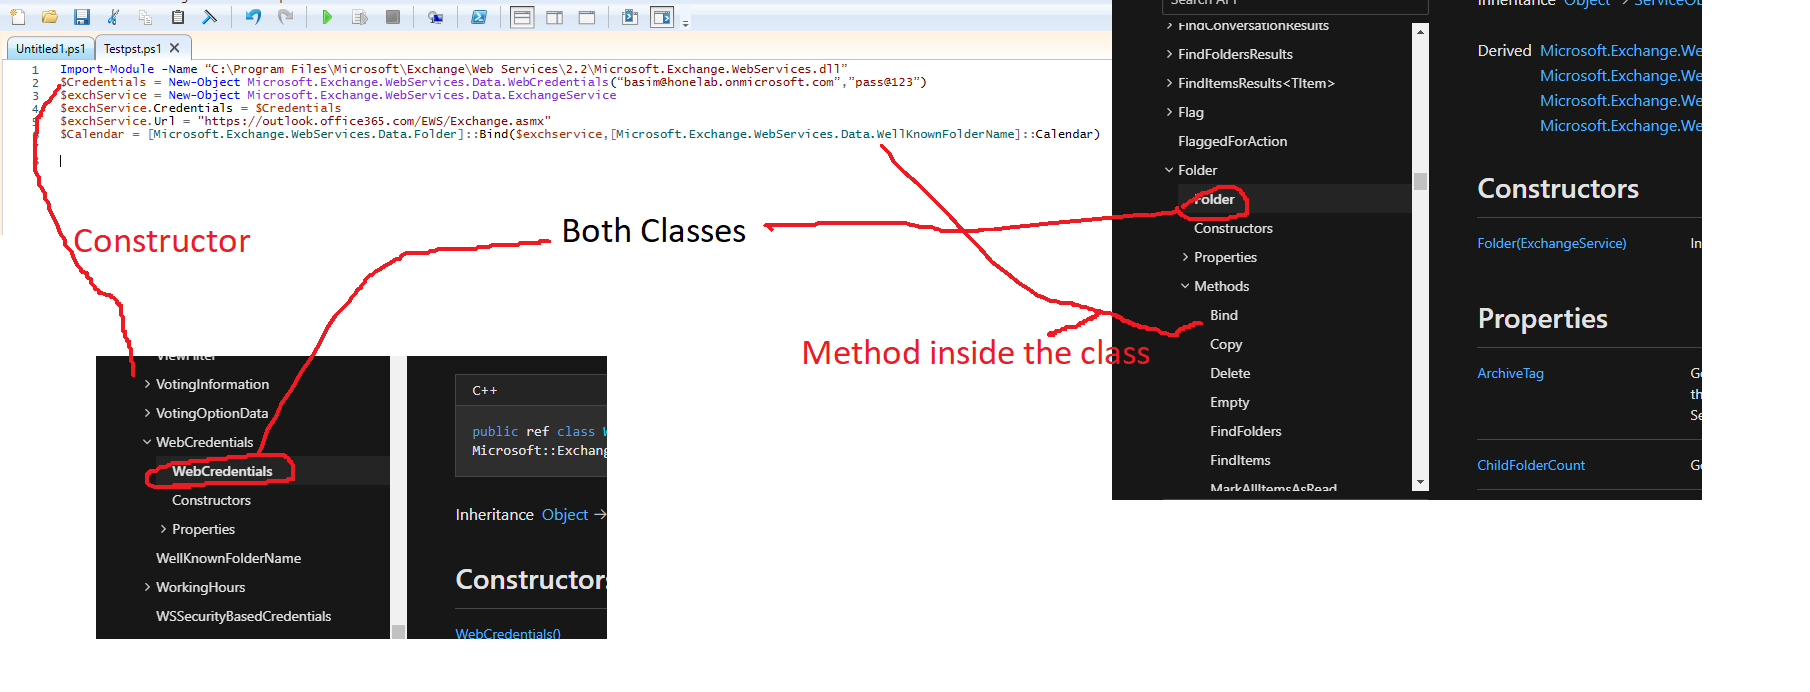 Untitled1.ps1 Testpst.ps1 X
1 Import-Module -Name “C:\Program Files\Microsoft\Exchange\Web Services\2.2\Microsoft.Exchange.WebServices.dll”
2 $Credentials = New-Object Microsoft.Exchange.WebServices.Data.WebCredentials(“basim@honelab.onmicrosoft.com”,”pass@123”)
3 $exchService = New-Object Microsoft.Exchange.WebServices.Data.ExchangeService
4 $exchService.Credentials = $Credentials
$exchService.Url = "https://outlook.office365.com/EWS/Exchange.asmx"
$Calendar = [Microsoft.Exchange.WebServices.Data.Folder]::Bind($exchservice,[Microsoft.Exchange.WebServices.Data.WellKnownFolderName]::Calendar)
Constructor
Both Classes
Method inside the class
Search API
FindConversationResults
FindFoldersResults
FindItemsResults<TItem>
Flag
FlaggedForAction
Folder
Folder
Constructors
Properties
Methods
Bind
Copy
Delete
Empty
FindFolders
FindItems
MarkAllItemsAsRead
Inheritance Object → ServiceOb
Derived Microsoft.Exchange.We
Microsoft.Exchange.We
Microsoft.Exchange.We
Microsoft.Exchange.We
Constructors
Folder(ExchangeService) In
Properties
ArchiveTag Ge
th
Se
ChildFolderCount Ge
ViewFilter
VotingInformation
VotingOptionData
WebCredentials
WebCredentials
Constructors
Properties
WellKnownFolderName
WorkingHours
WSSecurityBasedCredentials
C++
public ref class W
Microsoft::Exchang
Inheritance Object →
Constructors
WebCredentials()